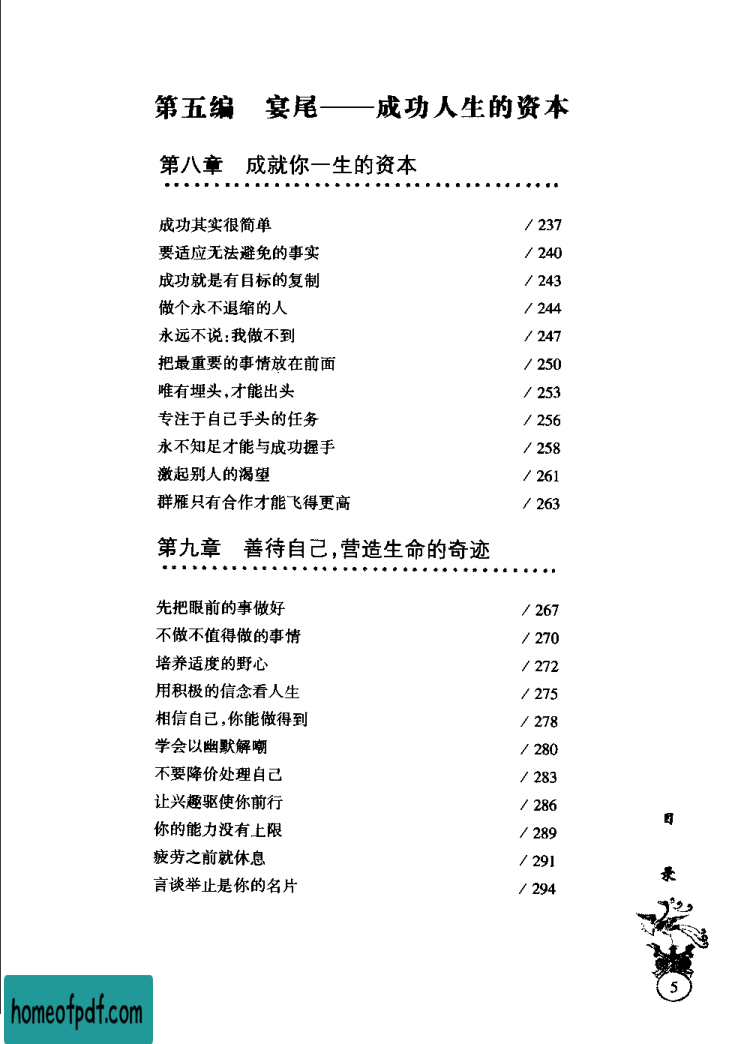 第五编 宴尾——成功人生的资本
第八章 成就你一生的资本
成功其实很简单 / 237
要适应无法避免的事实 / 240
成功就是有目标的复制 / 243
做个永不退缩的人 / 244
永远不说:我做不到 / 247
把最重要的事情放在前面 / 250
唯有埋头,才能出头 / 253
专注于自己手头的任务 / 256
永不知足才能与成功握手 / 258
激起别人的渴望 / 261
群雁只有合作才能飞得更高 / 263
第九章 善待自己,营造生命的奇迹
先把眼前的事做好 / 267
不做不值得做的事情 / 270
培养适度的野心 / 272
用积极的信念看人生 / 275
相信自己,你能做得到 / 278
学会以幽默解嘲 / 280
不要降价处理自己 / 283
让兴趣驱使你前行 / 286
你的能力没有上限 / 289
疲劳之前就休息 / 291
言谈举止是你的名片 / 294
目
录
5
homeofpdf.com